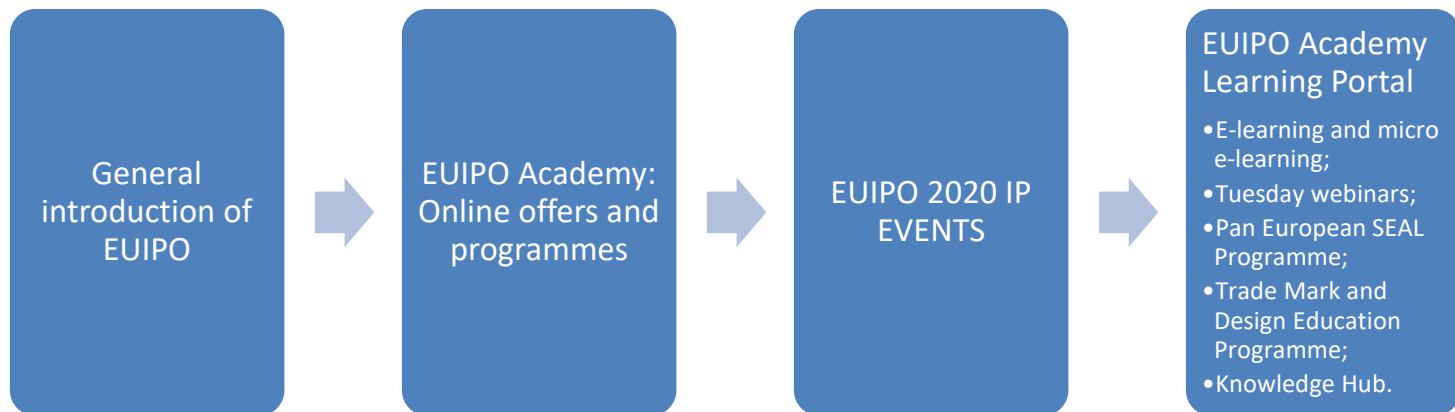 General
introduction of
EUIPO
EUIPO Academy:
Online offers and
programmes
EUIPO 2020 IP
EVENTS
EUIPO Academy
Learning Portal
•E-learning and micro
e-learning;
•Tuesday webinars;
•Pan European SEAL
Programme;
•Trade Mark and
Design Education
Programme;
•Knowledge Hub.